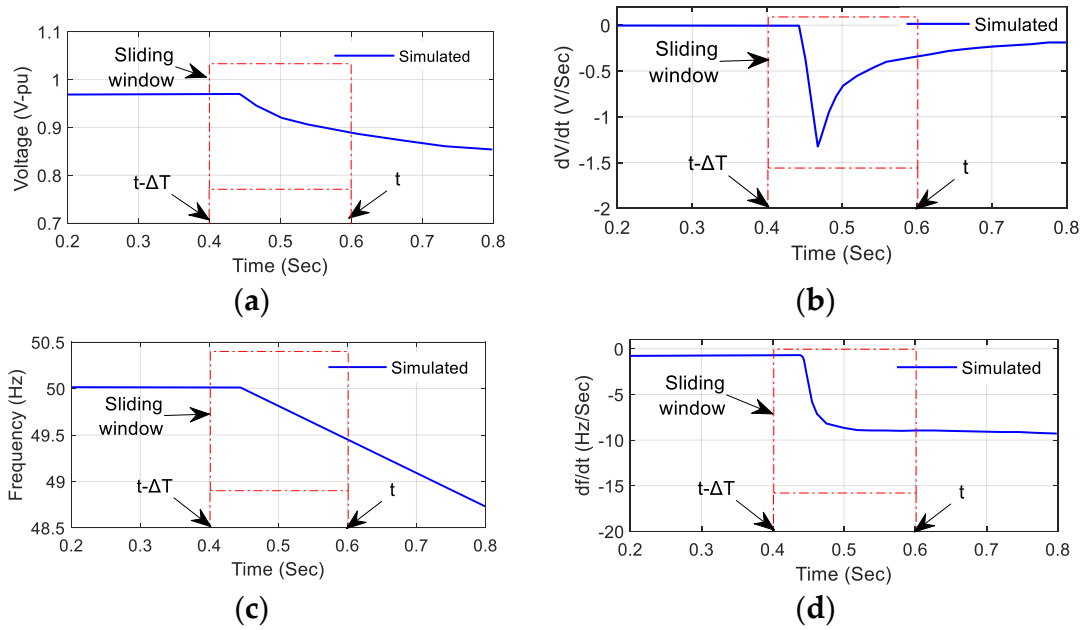 1.1
1
0.9
0.8
0.7
Voltage (V-pu)
Sliding
window
Simulated
t-ΔT
t
0.2 0.3 0.4 0.5 0.6 0.7 0.8
Time (Sec)
(a)
0
-0.5
-1
-1.5
-2
dV/dt (V/Sec)
Simulated
Sliding
window
t-ΔT
t
0.2 0.3 0.4 0.5 0.6 0.7 0.8
Time (Sec)
(b)
50.5
50
49.5
49
48.5
Frequency (Hz)
Simulated
Sliding
window
t-ΔT
t
0.2 0.3 0.4 0.5 0.6 0.7 0.8
Time (Sec)
(c)
0
-5
-10
-15
-20
df/dt (Hz/Sec)
Simulated
Sliding
window
t-ΔT
t
0.2 0.3 0.4 0.5 0.6 0.7 0.8
Time (Sec)
(d)